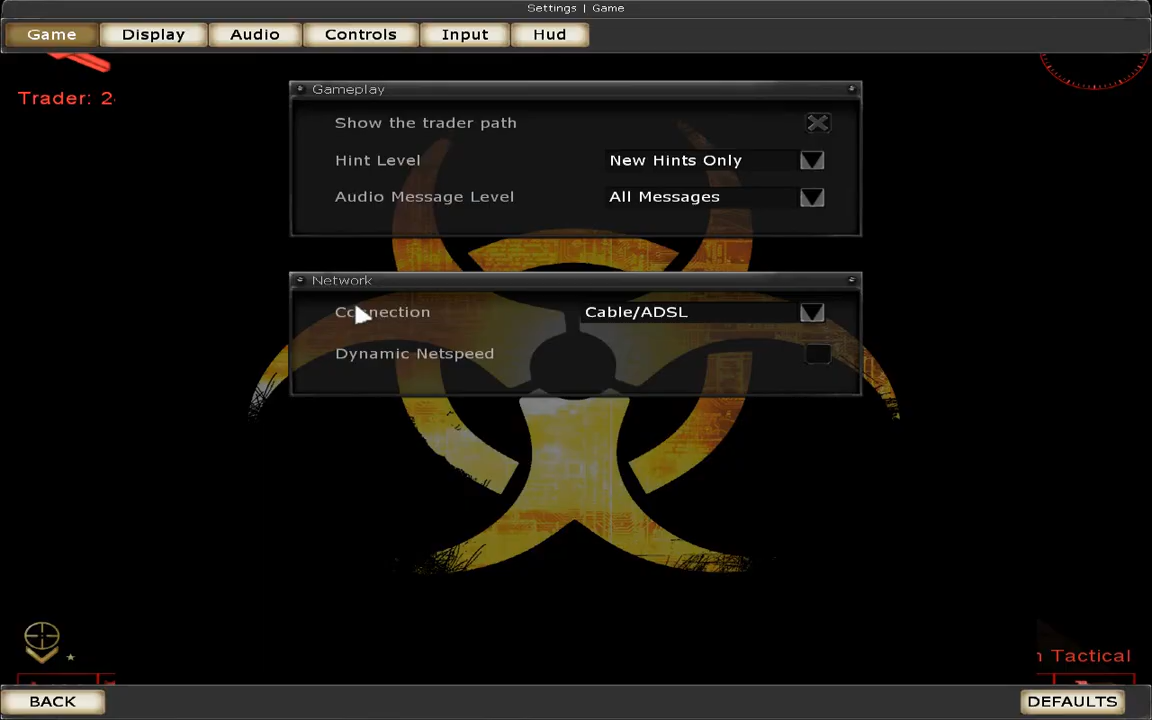 Settings | Game
Game Display Audio Controls Input Hud
Trader: 2
Gameplay
Show the trader path
Hint Level New Hints Only
Audio Message Level All Messages
Network
Connection Cable/ADSL
Dynamic Netspeed
Tactical
BACK DEFAULTS